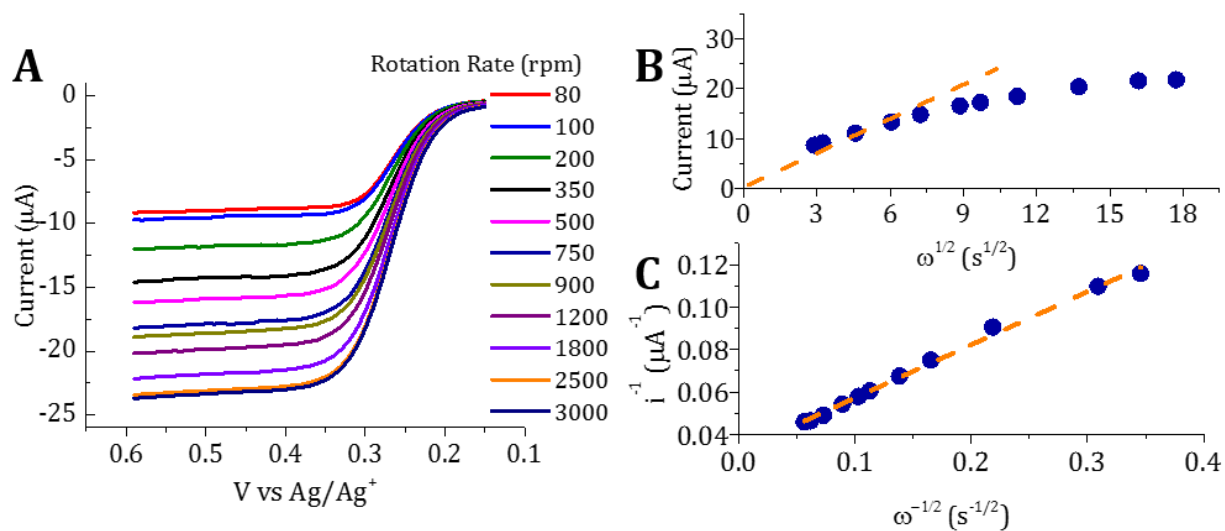 A
Rotation Rate (rpm)
80
100
200
350
500
750
900
1200
1800
2500
3000
0
-5
-10
-15
-20
-25
Current (μA)
0.6 0.5 0.4 0.3 0.2 0.1
V vs Ag/Ag⁺
B
30
20
10
0
Current (μA)
0 3 6 9 12 15 18
ω^1/2 (s^1/2)
C
0.12
0.10
0.08
0.06
0.04
i^-1 (μA^-1)
0.0 0.1 0.2 0.3 0.4
ω^−1/2 (s^-1/2)